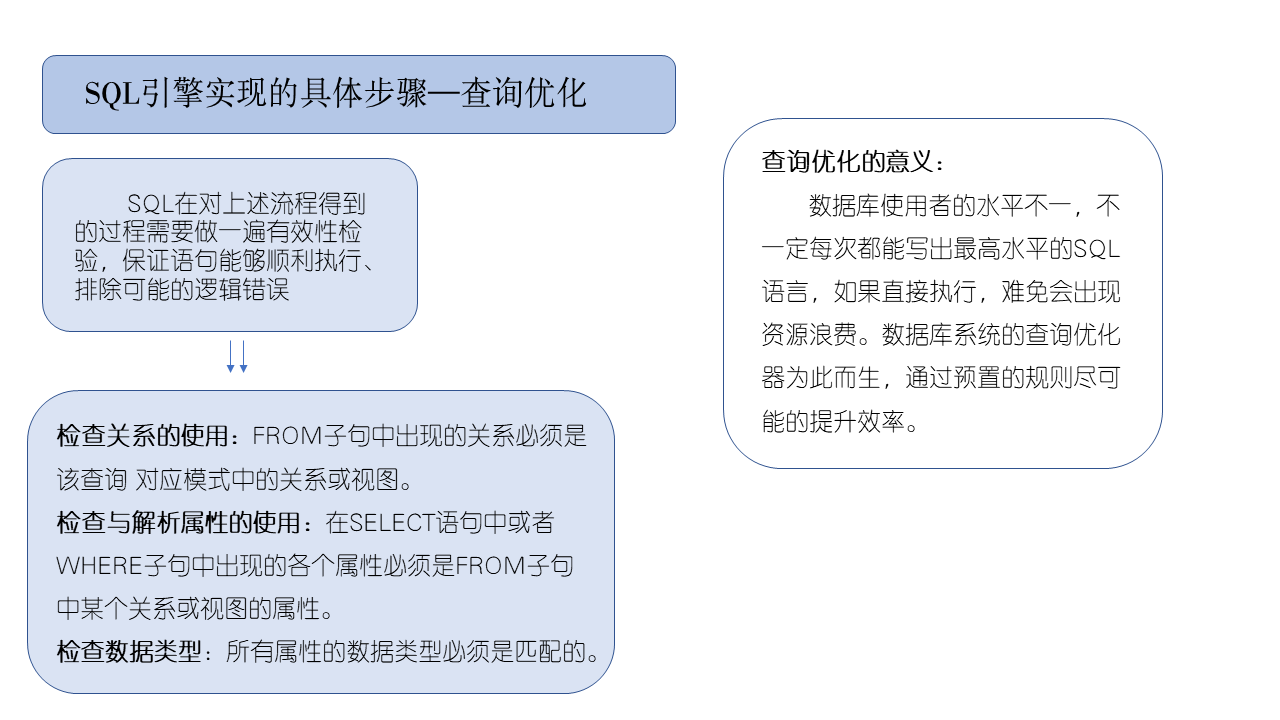 SQL引擎实现的具体步骤—查询优化
SQL在对上述流程得到
的过程需要做一遍有效性检
验，保证语句能够顺利执行、
排除可能的逻辑错误
检查关系的使用：FROM子句中出现的关系必须是
该查询 对应模式中的关系或视图。
检查与解析属性的使用：在SELECT语句中或者
WHERE子句中出现的各个属性必须是FROM子句
中某个关系或视图的属性。
检查数据类型：所有属性的数据类型必须是匹配的。
查询优化的意义：
数据库使用者的水平不一，不
一定每次都能写出最高水平的SQL
语言，如果直接执行，难免会出现
资源浪费。数据库系统的查询优化
器为此而生，通过预置的规则尽可
能的提升效率。